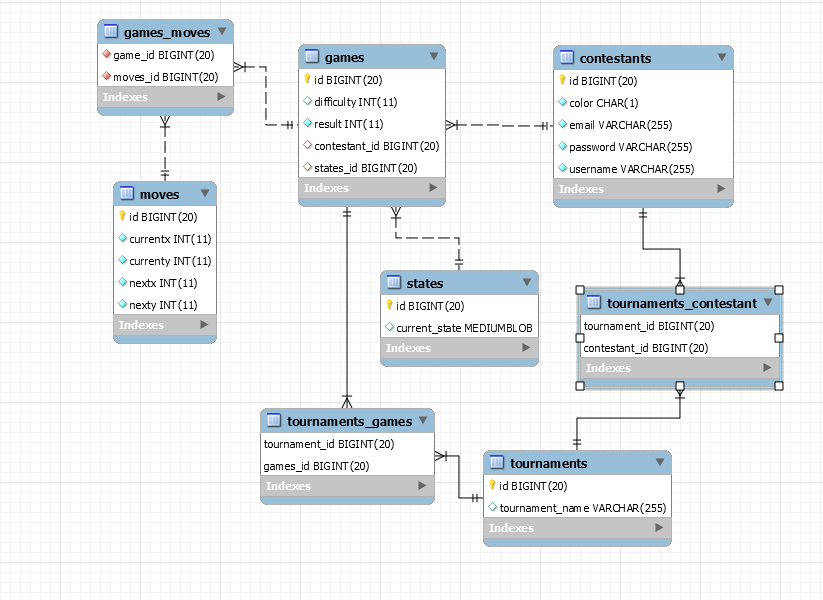 games_moves
game_id BIGINT(20)
moves_id BIGINT(20)
Indexes
games
id BIGINT(20)
difficulty INT(11)
result INT(11)
contestant_id BIGINT(20)
states_id BIGINT(20)
Indexes
contestants
id BIGINT(20)
color CHAR(1)
email VARCHAR(255)
password VARCHAR(255)
username VARCHAR(255)
Indexes
moves
id BIGINT(20)
currentx INT(11)
currenty INT(11)
nextx INT(11)
nexty INT(11)
Indexes
states
id BIGINT(20)
current_state MEDIUMBLOB
Indexes
tournaments_contestant
tournament_id BIGINT(20)
contestant_id BIGINT(20)
Indexes
tournaments_games
tournament_id BIGINT(20)
games_id BIGINT(20)
Indexes
tournaments
id BIGINT(20)
tournament_name VARCHAR(255)
Indexes